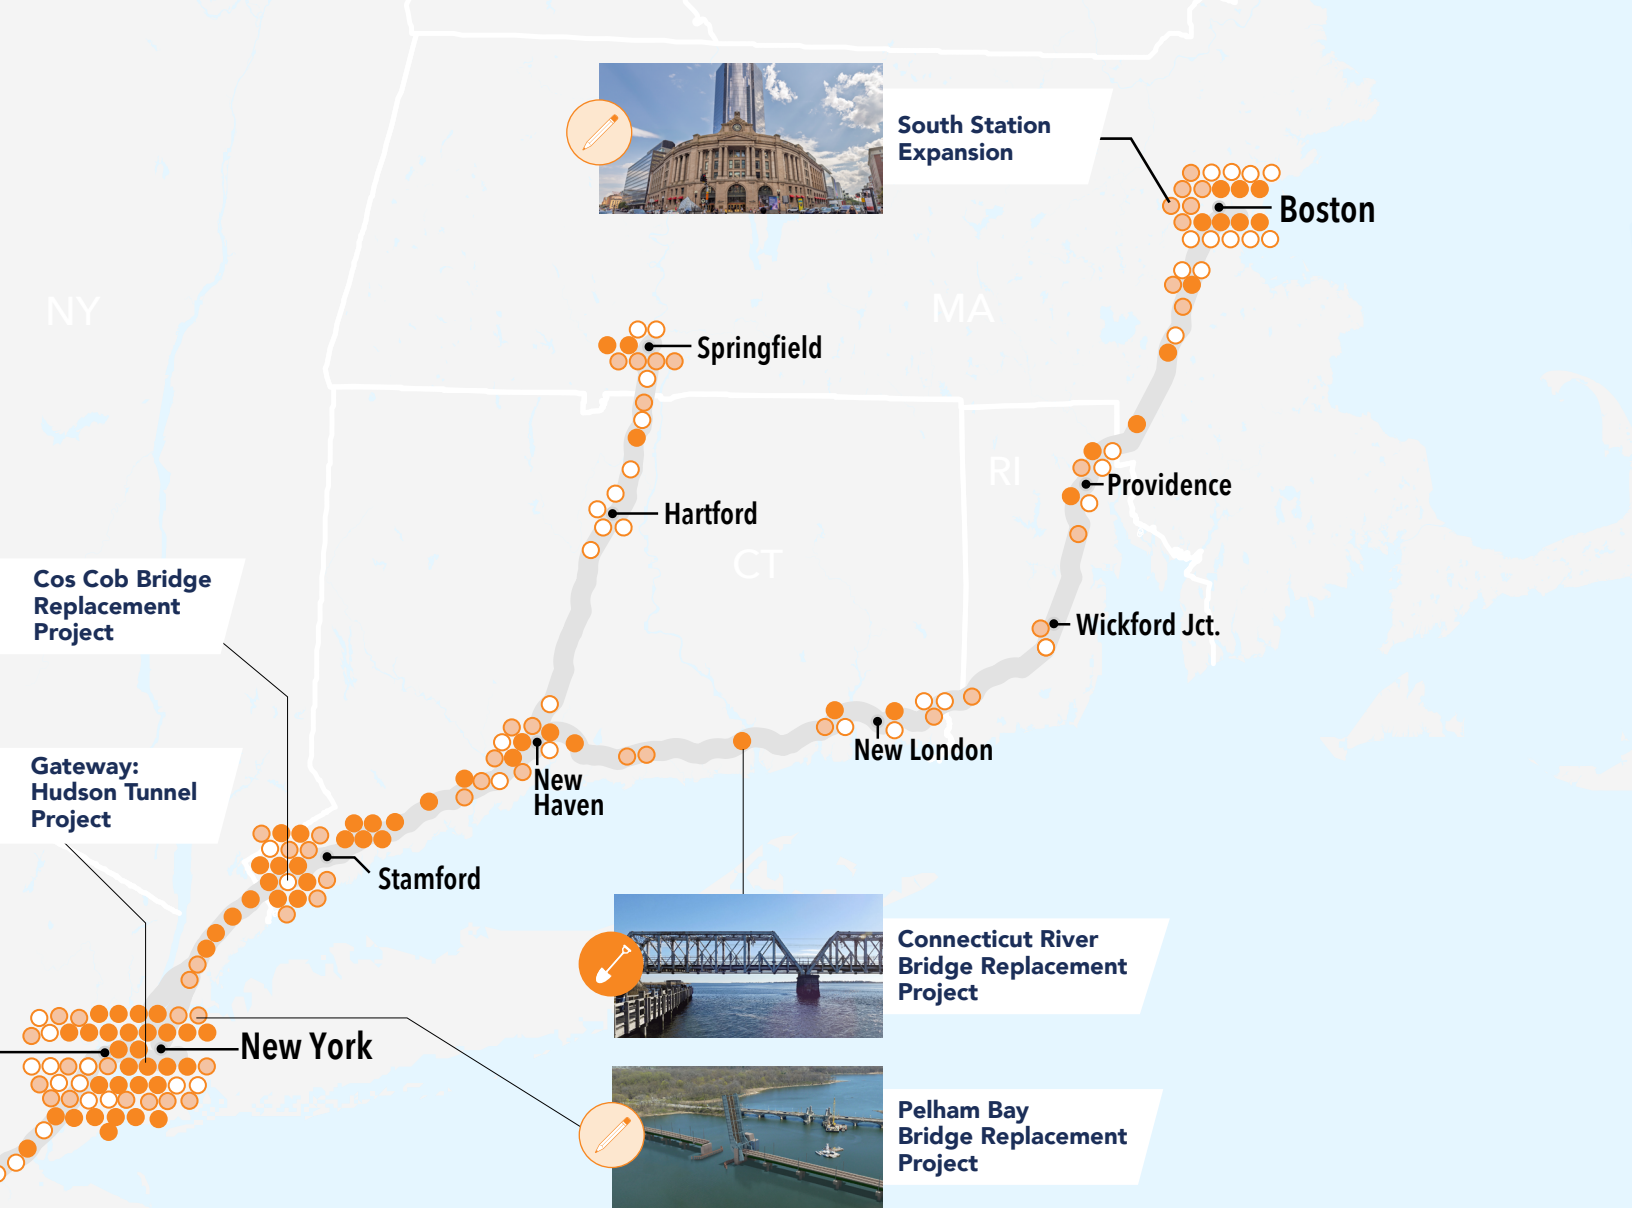 South Station
Expansion
Boston
NY
MA
Springfield
RI
Providence
Hartford
CT
Cos Cob Bridge
Replacement
Project
Wickford Jct.
New London
Gateway:
Hudson Tunnel
Project
New
Haven
Stamford
Connecticut River
Bridge Replacement
Project
New York
Pelham Bay
Bridge Replacement
Project